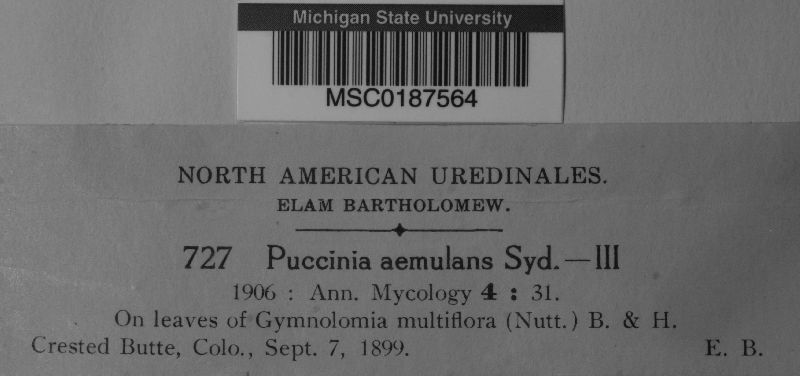 Michigan State University
MSC0187564
NORTH AMERICAN UREDINALES.
ELAM BARTHOLOMEW.
727 Puccinia aemulans Syd.—III
1906 : Ann. Mycology 4 : 31.
On leaves of Gymnolomia multiflora (Nutt.) B. & H.
Crested Butte, Colo., Sept. 7, 1899. E. B.